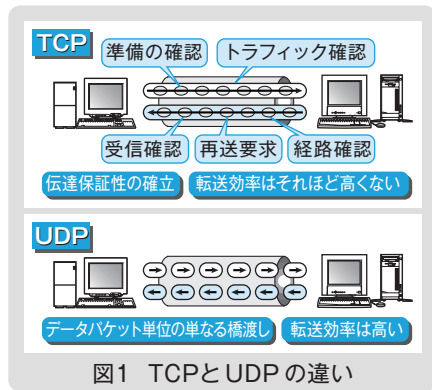 TCP
準備の確認 トラフィック確認
受信確認 再送要求 経路確認
伝達保証性の確立 転送効率はそれほど高くない
UDP
データパケット単位の単なる橋渡し 転送効率は高い
図1 TCPとUDPの違い